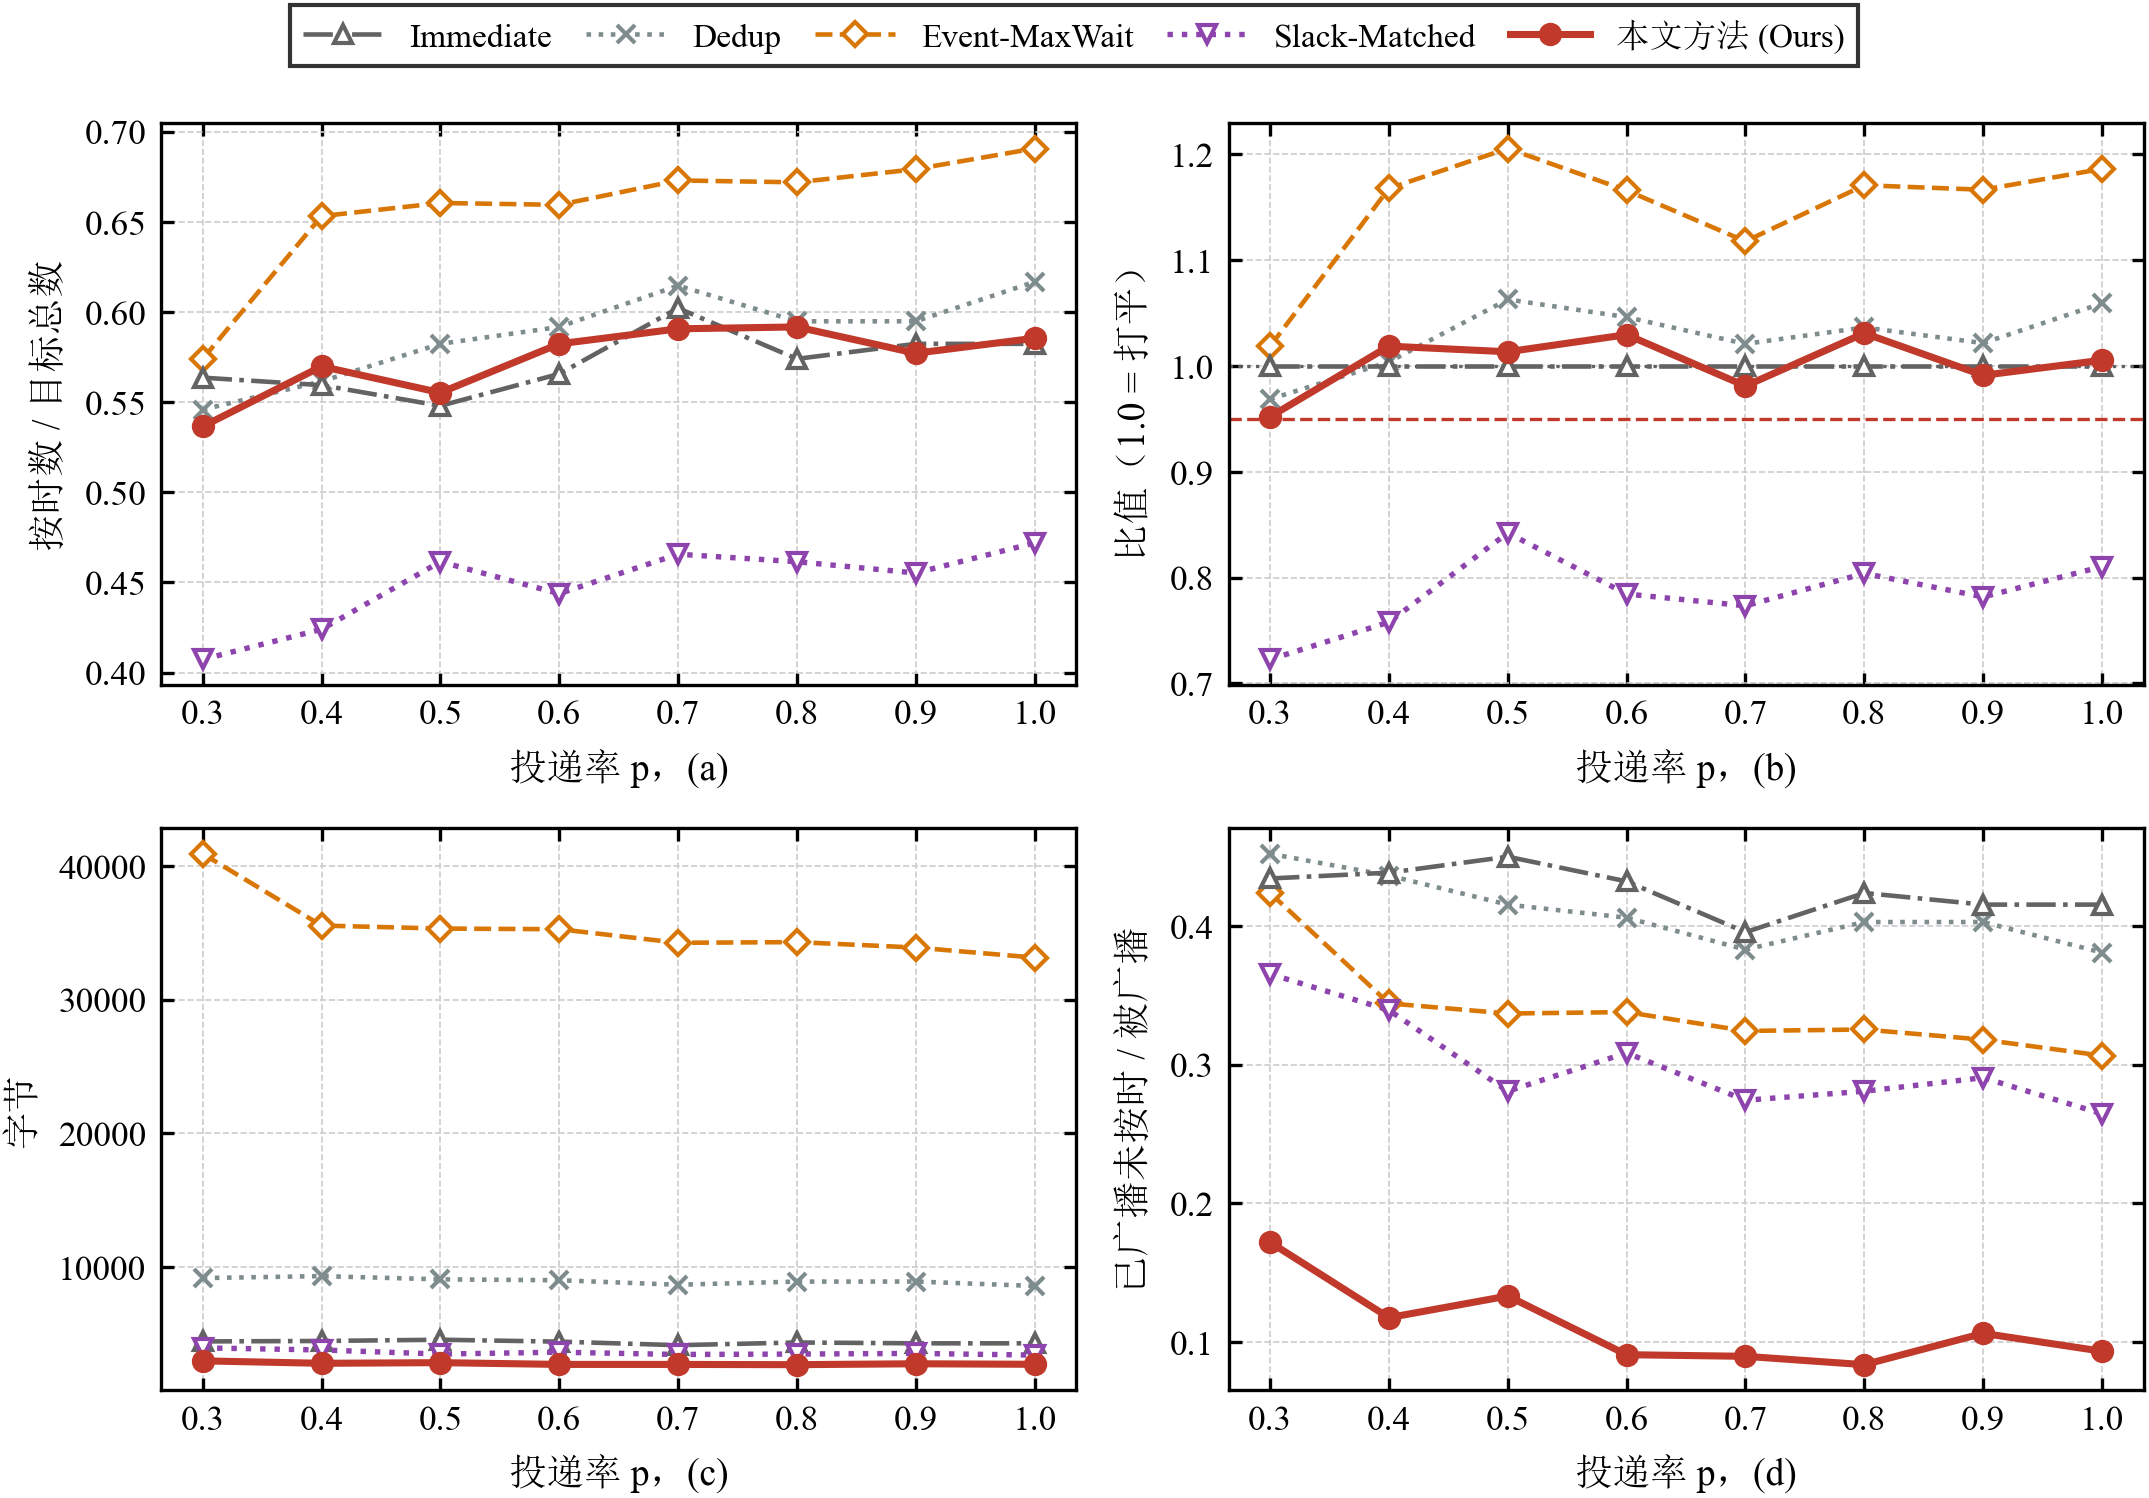 Immediate Dedup Event-MaxWait Slack-Matched 本文方法 (Ours)
按时数 / 目标总数
0.70
0.65
0.60
0.55
0.50
0.45
0.40
0.3 0.4 0.5 0.6 0.7 0.8 0.9 1.0
投递率 p，(a)
比值（1.0 = 打平）
1.2
1.1
1.0
0.9
0.8
0.7
0.3 0.4 0.5 0.6 0.7 0.8 0.9 1.0
投递率 p，(b)
字节
40000
30000
20000
10000
0.3 0.4 0.5 0.6 0.7 0.8 0.9 1.0
投递率 p，(c)
已广播未按时 / 被广播
0.4
0.3
0.2
0.1
0.3 0.4 0.5 0.6 0.7 0.8 0.9 1.0
投递率 p，(d)